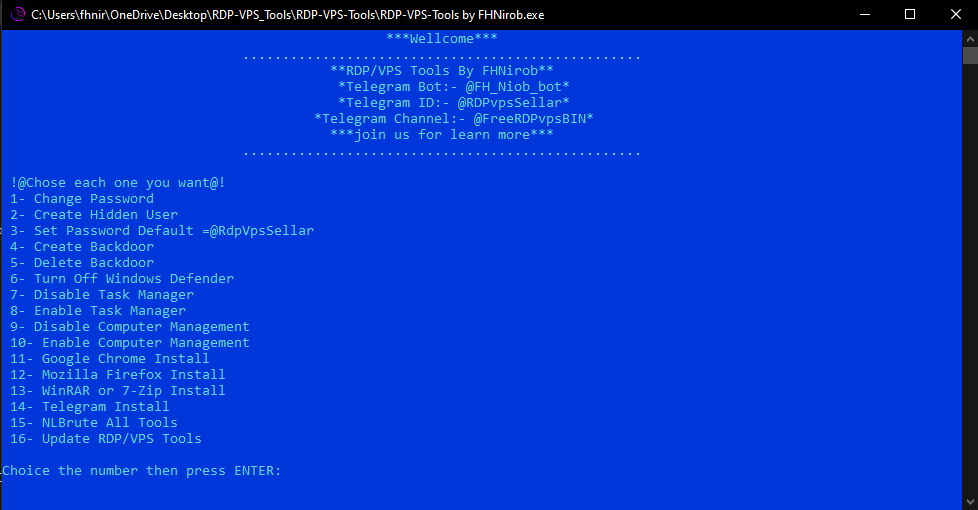 C:\Users\fhnir\OneDrive\Desktop\RDP-VPS_Tools\RDP-VPS-Tools\RDP-VPS-Tools by FHNirob.exe
***Wellcome***
..................................................
**RDP/VPS Tools By FHNirob**
*Telegram Bot:- @FH_Niob_bot*
*Telegram ID:- @RDPvpsSellar*
*Telegram Channel:- @FreeRDPvpsBIN*
***join us for learn more***
..................................................
!@Chose each one you want@!
1- Change Password
2- Create Hidden User
3- Set Password Default =@RdpVpsSellar
4- Create Backdoor
5- Delete Backdoor
6- Turn Off Windows Defender
7- Disable Task Manager
8- Enable Task Manager
9- Disable Computer Management
10- Enable Computer Management
11- Google Chrome Install
12- Mozilla Firefox Install
13- WinRAR or 7-Zip Install
14- Telegram Install
15- NLBrute All Tools
16- Update RDP/VPS Tools
Choice the number then press ENTER: